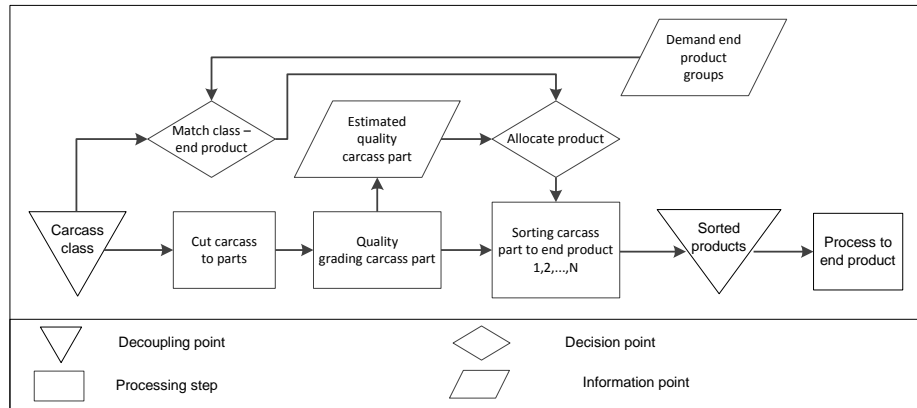 Demand end
product
groups
Match class –
end product
Estimated
quality
carcass part
Allocate product
Carcass
class
Cut carcass
to parts
Quality
grading carcass part
Sorting carcass
part to end product
1,2,...,N
Sorted
products
Process to
end product
Decoupling point
Decision point
Processing step
Information point